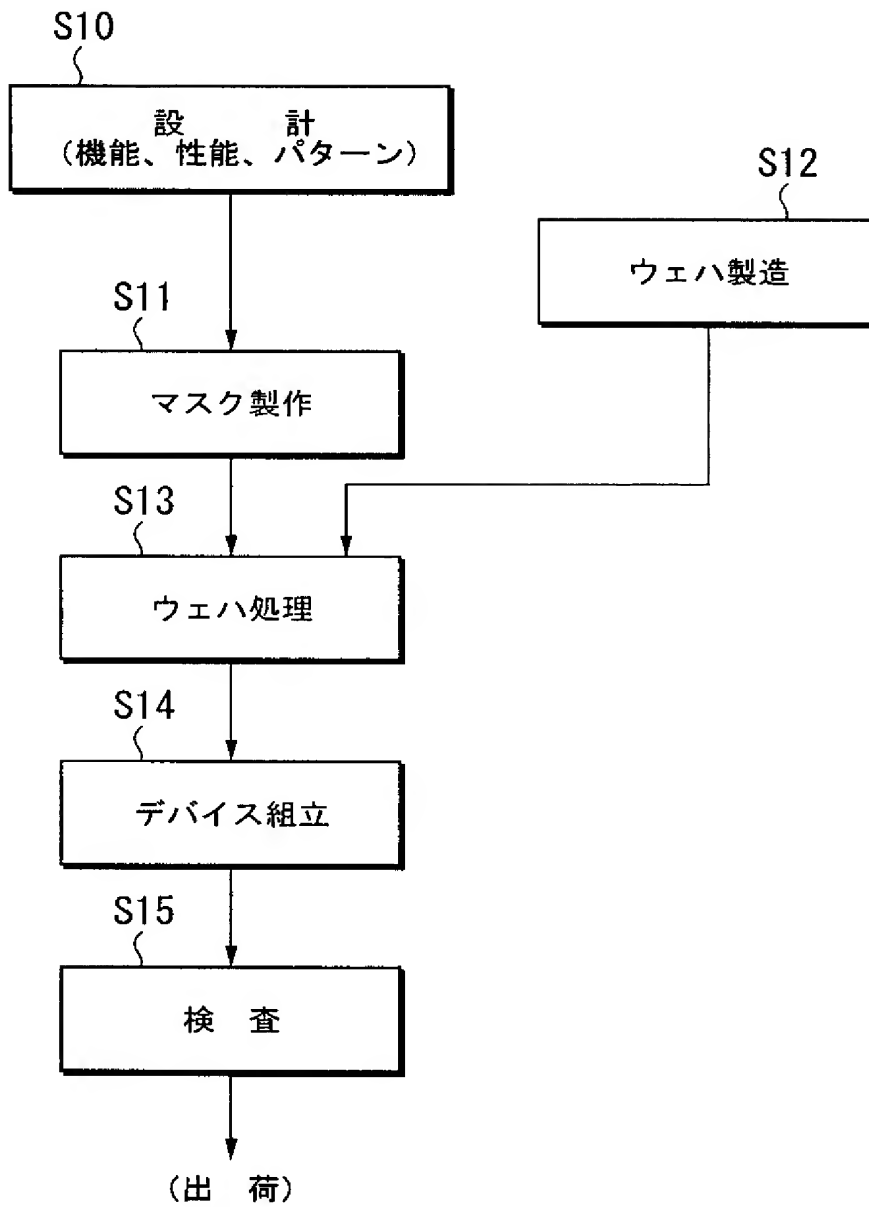 S10
設 計
(機能、性能、パターン)
S12
ウェハ製造
S11
マスク製作
S13
ウェハ処理
S14
デバイス組立
S15
検 査
(出 荷)